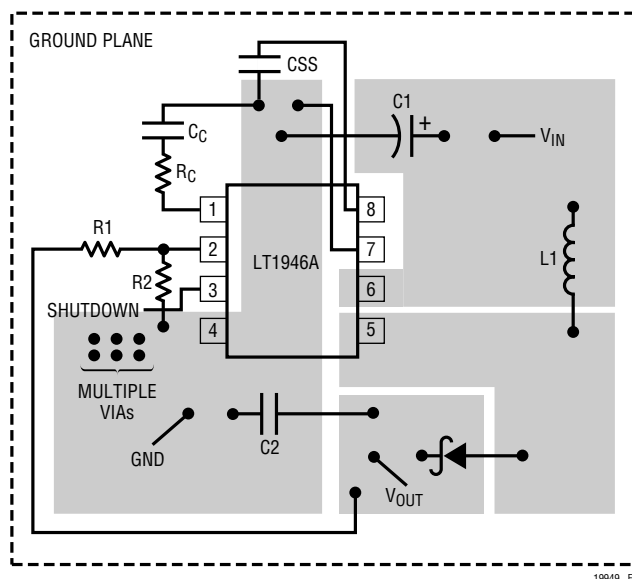 GROUND PLANE
CSS
C1
+
CC
VIN
RC
1
8
R1
2
7
LT1946A
L1
R2
3
6
SHUTDOWN
4
5
MULTIPLE
VIAs
C2
GND
VOUT